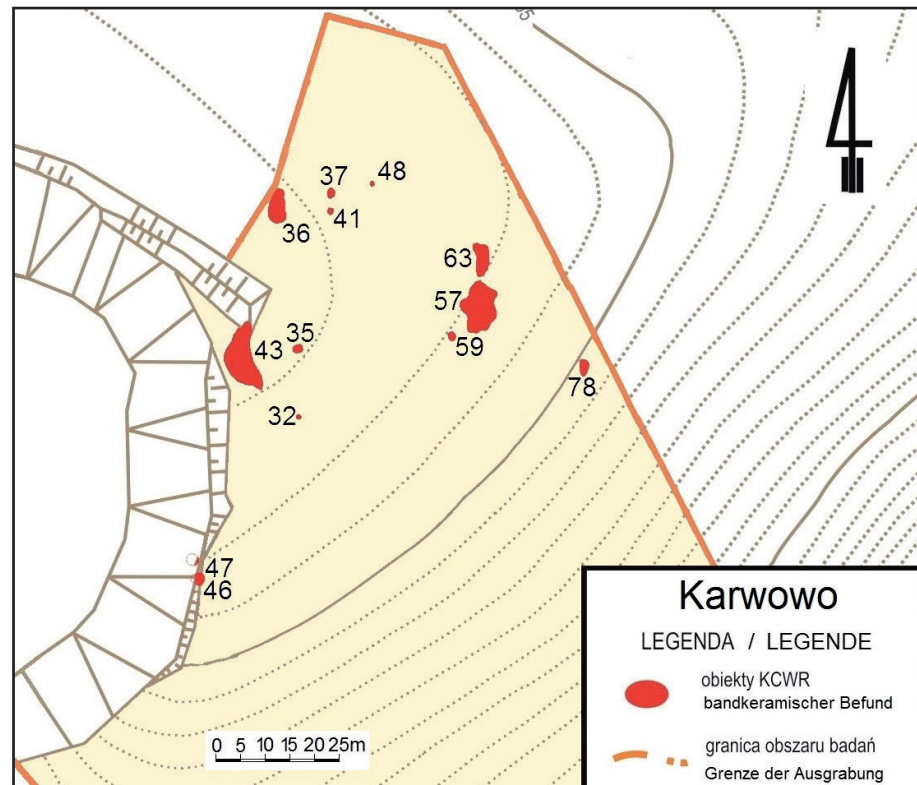 37
48
41
36
63
57
59
43
35
78
32
47
46
0 5 10 15 20 25m
Karwowo
LEGENDA / LEGENDE
obiekty KCWR
bandkeramischer Befund
granica obszaru badań
Grenze der Ausgrabung